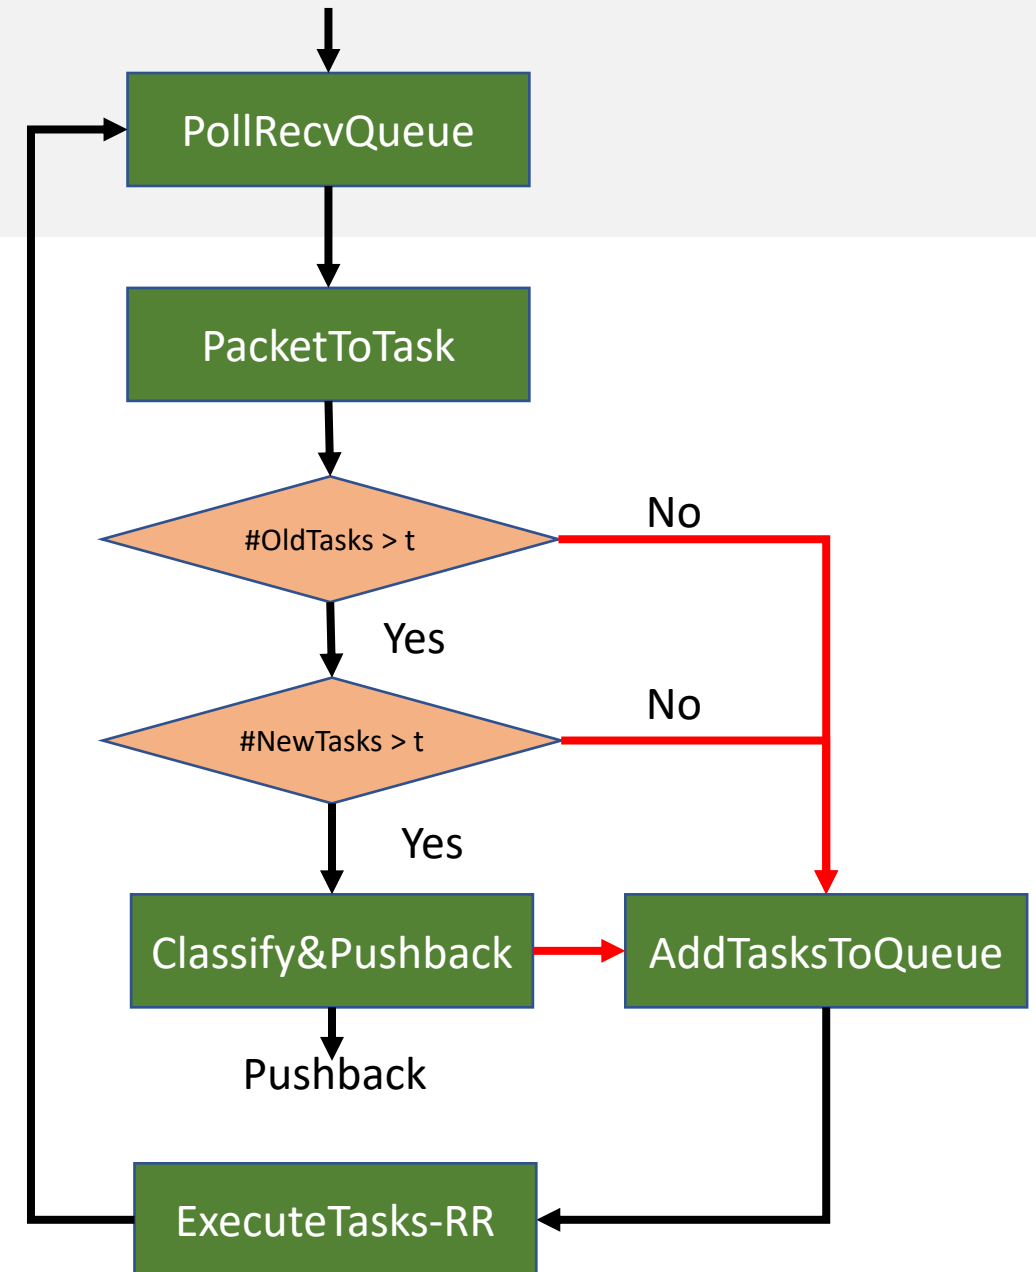 PollRecvQueue
PacketToTask
#OldTasks > t
No
Yes
#NewTasks > t
No
Yes
Classify&Pushback
AddTasksToQueue
Pushback
ExecuteTasks-RR